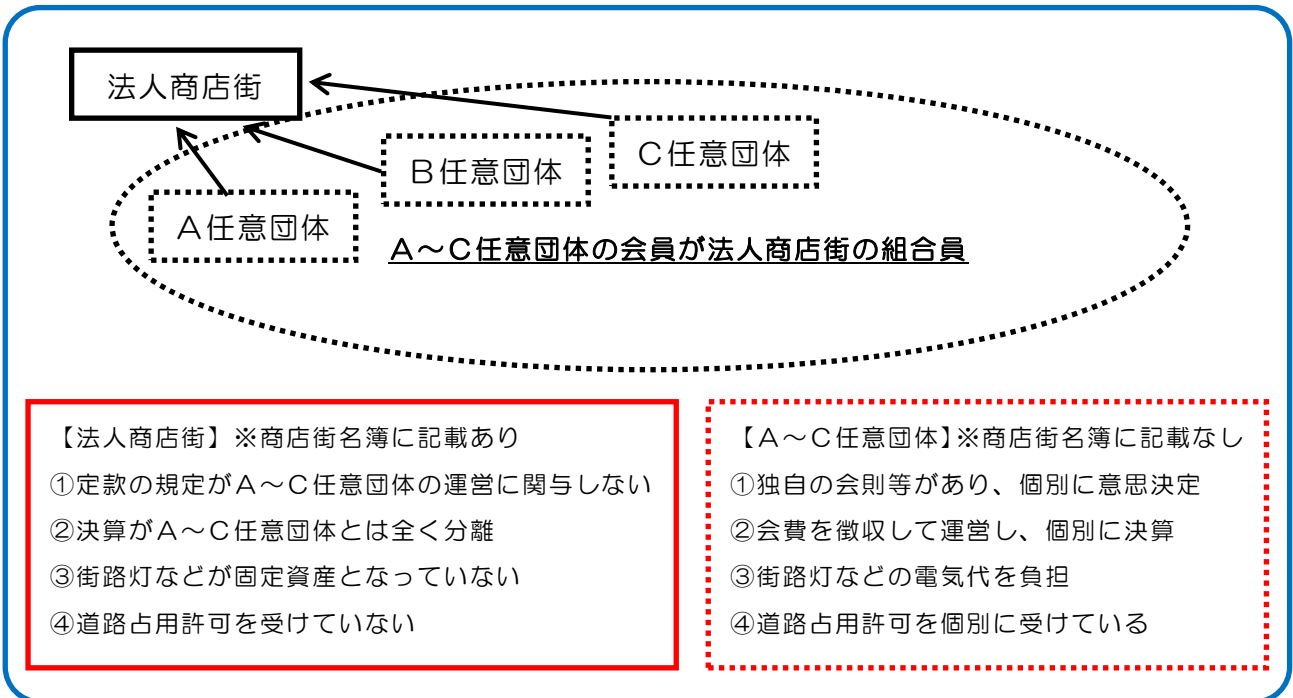 法人商店街
C任意団体
B任意団体
A任意団体
A～C任意団体の会員が法人商店街の組合員
【法人商店街】※商店街名簿に記載あり
①定款の規定がA～C任意団体の運営に関与しない
②決算がA～C任意団体とは全く分離
③街路灯などが固定資産となっていない
④道路占用許可を受けていない
【A～C任意団体】※商店街名簿に記載なし
①独自の会則等があり、個別に意思決定
②会費を徴収して運営し、個別に決算
③街路灯などの電気代を負担
④道路占用許可を個別に受けている